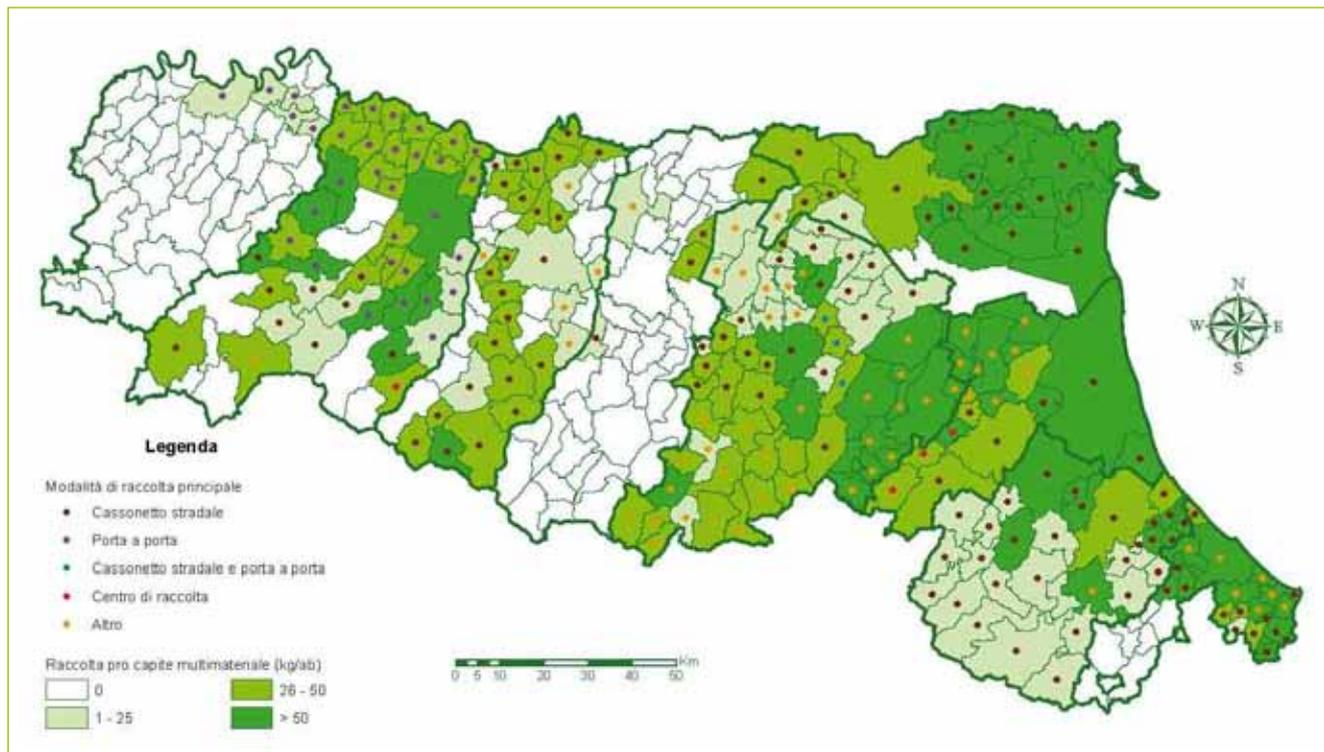 N
W E
S
Legenda
Modalità di raccolta principale
Cassonetto stradale
Porta a porta
Cassonetto stradale e porta a porta
Centro di raccolta
Altro
Raccolta pro capite multimateriale (kg/ab)
0 26 - 50
1 - 25 > 50
Km
0 5 10 20 30 40 50